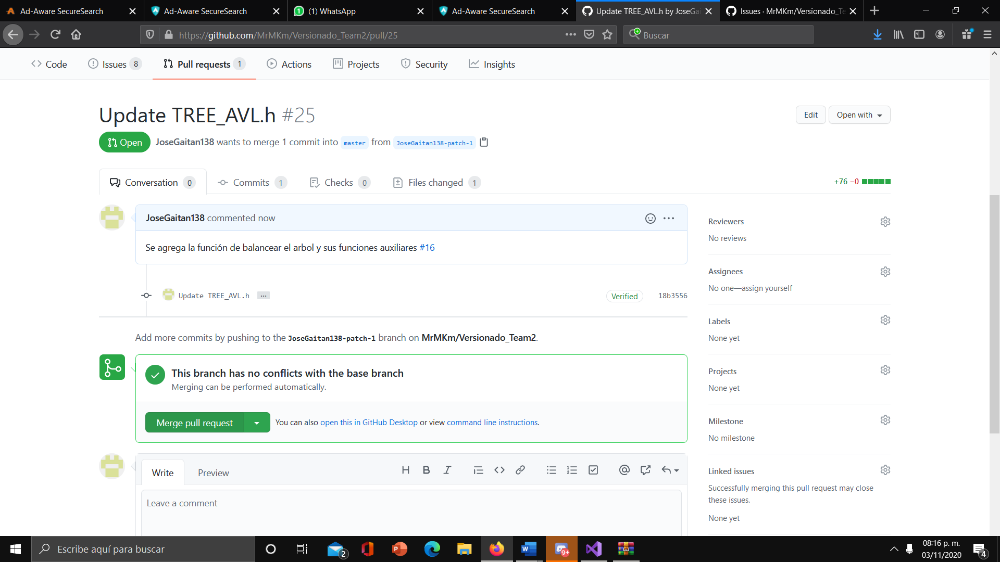 Ad-Aware SecureSearch
Ad-Aware SecureSearch
(1) WhatsApp
Ad-Aware SecureSearch
Update TREE_AVL.h by JoseGai
Issues · MrMKm/Versionado_Te
https://github.com/MrMKm/Versionado_Team2/pull/25
Buscar
Code
Issues 8
Pull requests 1
Actions
Projects
Security
Insights
Update TREE_AVL.h #25
Edit
Open with
Open
JoseGaitan138 wants to merge 1 commit into master from JoseGaitan138-patch-1
Conversation 0
Commits 1
Checks 0
Files changed 1
+76 −0
JoseGaitan138 commented now
Se agrega la función de balancear el arbol y sus funciones auxiliares #16
Update TREE_AVL.h ...
Verified
18b3556
Add more commits by pushing to the JoseGaitan138-patch-1 branch on MrMKm/Versionado_Team2.
This branch has no conflicts with the base branch
Merging can be performed automatically.
Merge pull request
You can also open this in GitHub Desktop or view command line instructions.
Write
Preview
Leave a comment
Reviewers
No reviews
Assignees
No one—assign yourself
Labels
None yet
Projects
None yet
Milestone
No milestone
Linked issues
Successfully merging this pull request may close
these issues.
None yet
Escribe aquí para buscar
2
9+
08:16 p. m.
03/11/2020
4